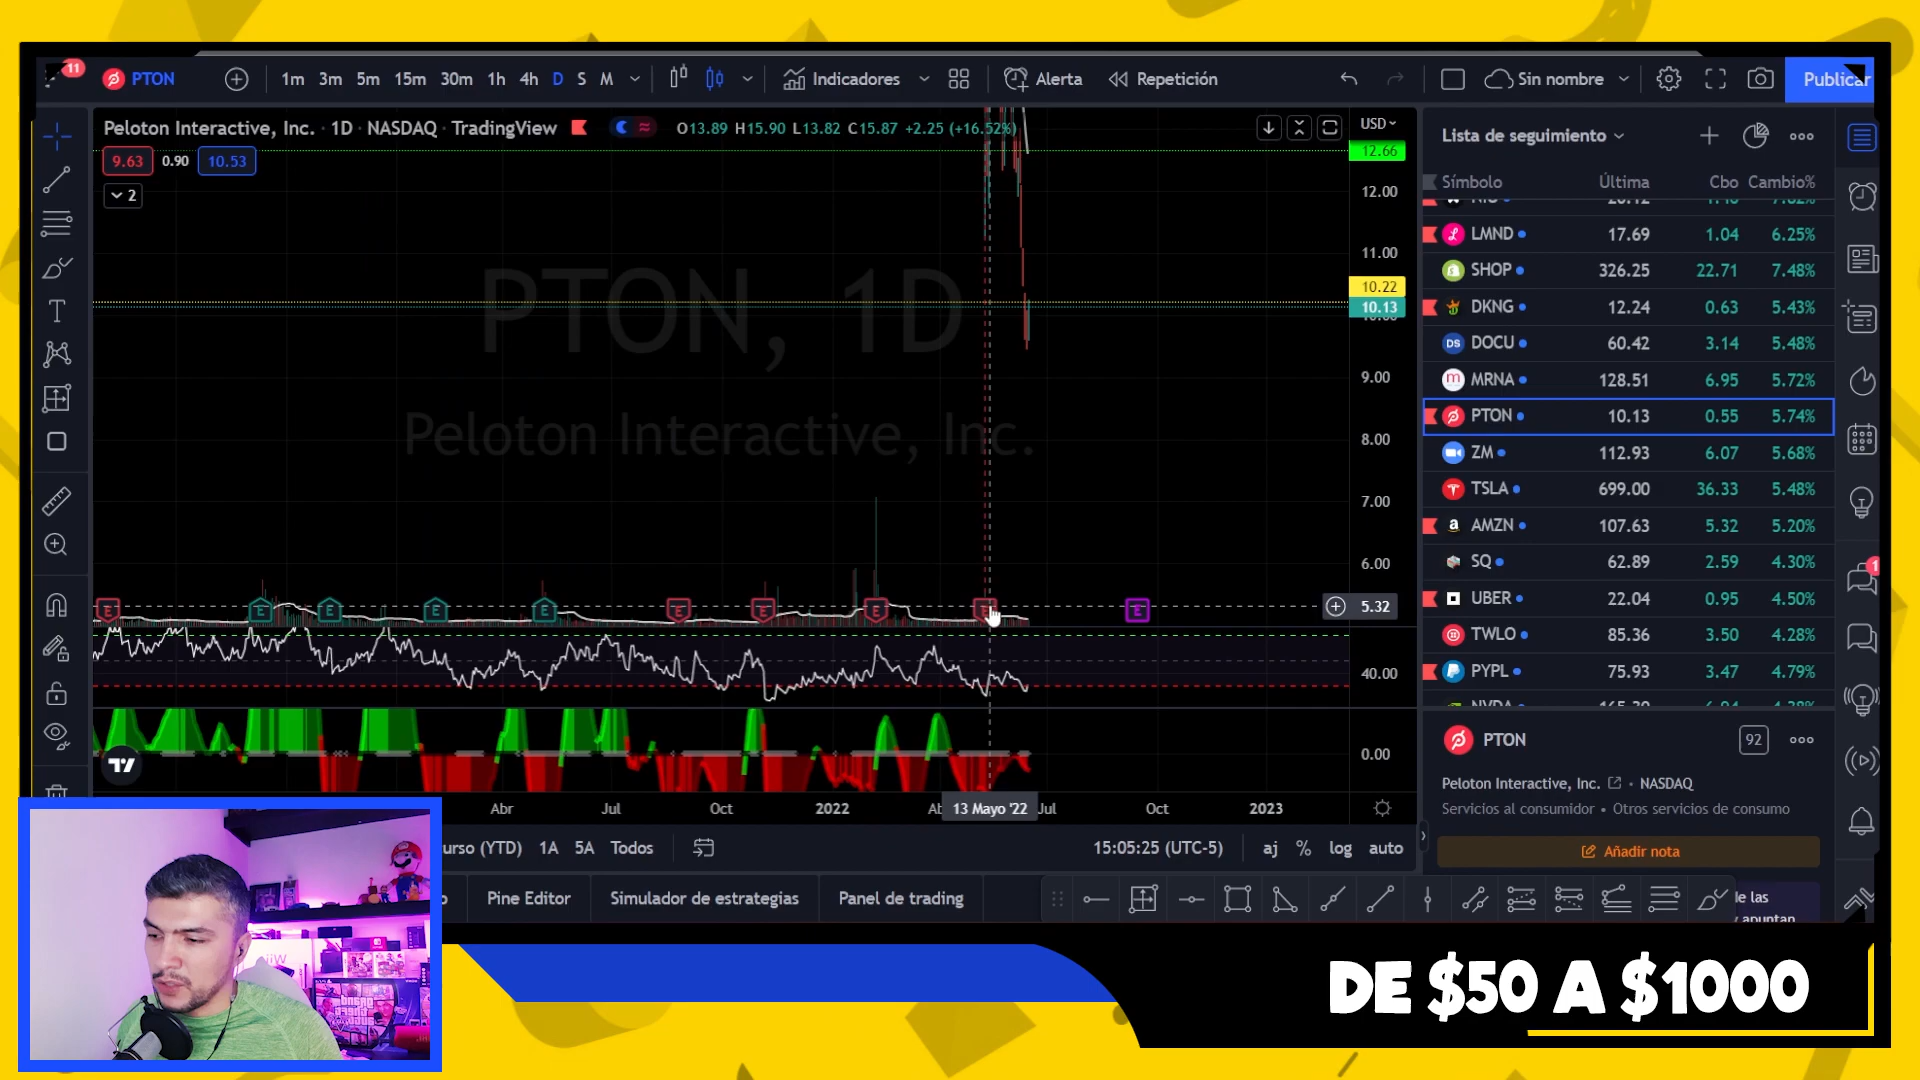 11
PTON
1m 3m 5m 15m 30m 1h 4h D S M
Indicadores
Alerta
Repetición
Sin nombre
Publicar
Peloton Interactive, Inc. · 1D · NASDAQ · TradingView
O13.89 H15.90 L13.82 C15.87 +2.25 (+16.52%)
9.63 0.90 10.53
2
PTON, 1D
Peloton Interactive, Inc.
USD
12.66
12.00
11.00
10.22
10.13
9.00
8.00
7.00
6.00
5.32
40.00
0.00
E E E E E E E E E E
Abr Jul Oct 2022 13 Mayo '22 Jul Oct 2023
urso (YTD) 1A 5A Todos
15:05:25 (UTC-5)
aj % log auto
Pine Editor
Simulador de estrategias
Panel de trading
Lista de seguimiento
Símbolo Última Cbo Cambio%
LMND 17.69 1.04 6.25%
SHOP 326.25 22.71 7.48%
DKNG 12.24 0.63 5.43%
DS DOCU 60.42 3.14 5.48%
m MRNA 128.51 6.95 5.72%
PTON 10.13 0.55 5.74%
ZM 112.93 6.07 5.68%
TSLA 699.00 36.33 5.48%
a AMZN 107.63 5.32 5.20%
SQ 62.89 2.59 4.30%
UBER 22.04 0.95 4.50%
TWLO 85.36 3.50 4.28%
PYPL 75.93 3.47 4.79%
1
PTON
92
Peloton Interactive, Inc. · NASDAQ
Servicios al consumidor • Otros servicios de consumo
Añadir nota
de las
apuntan
Wii
DE $50 A $1000